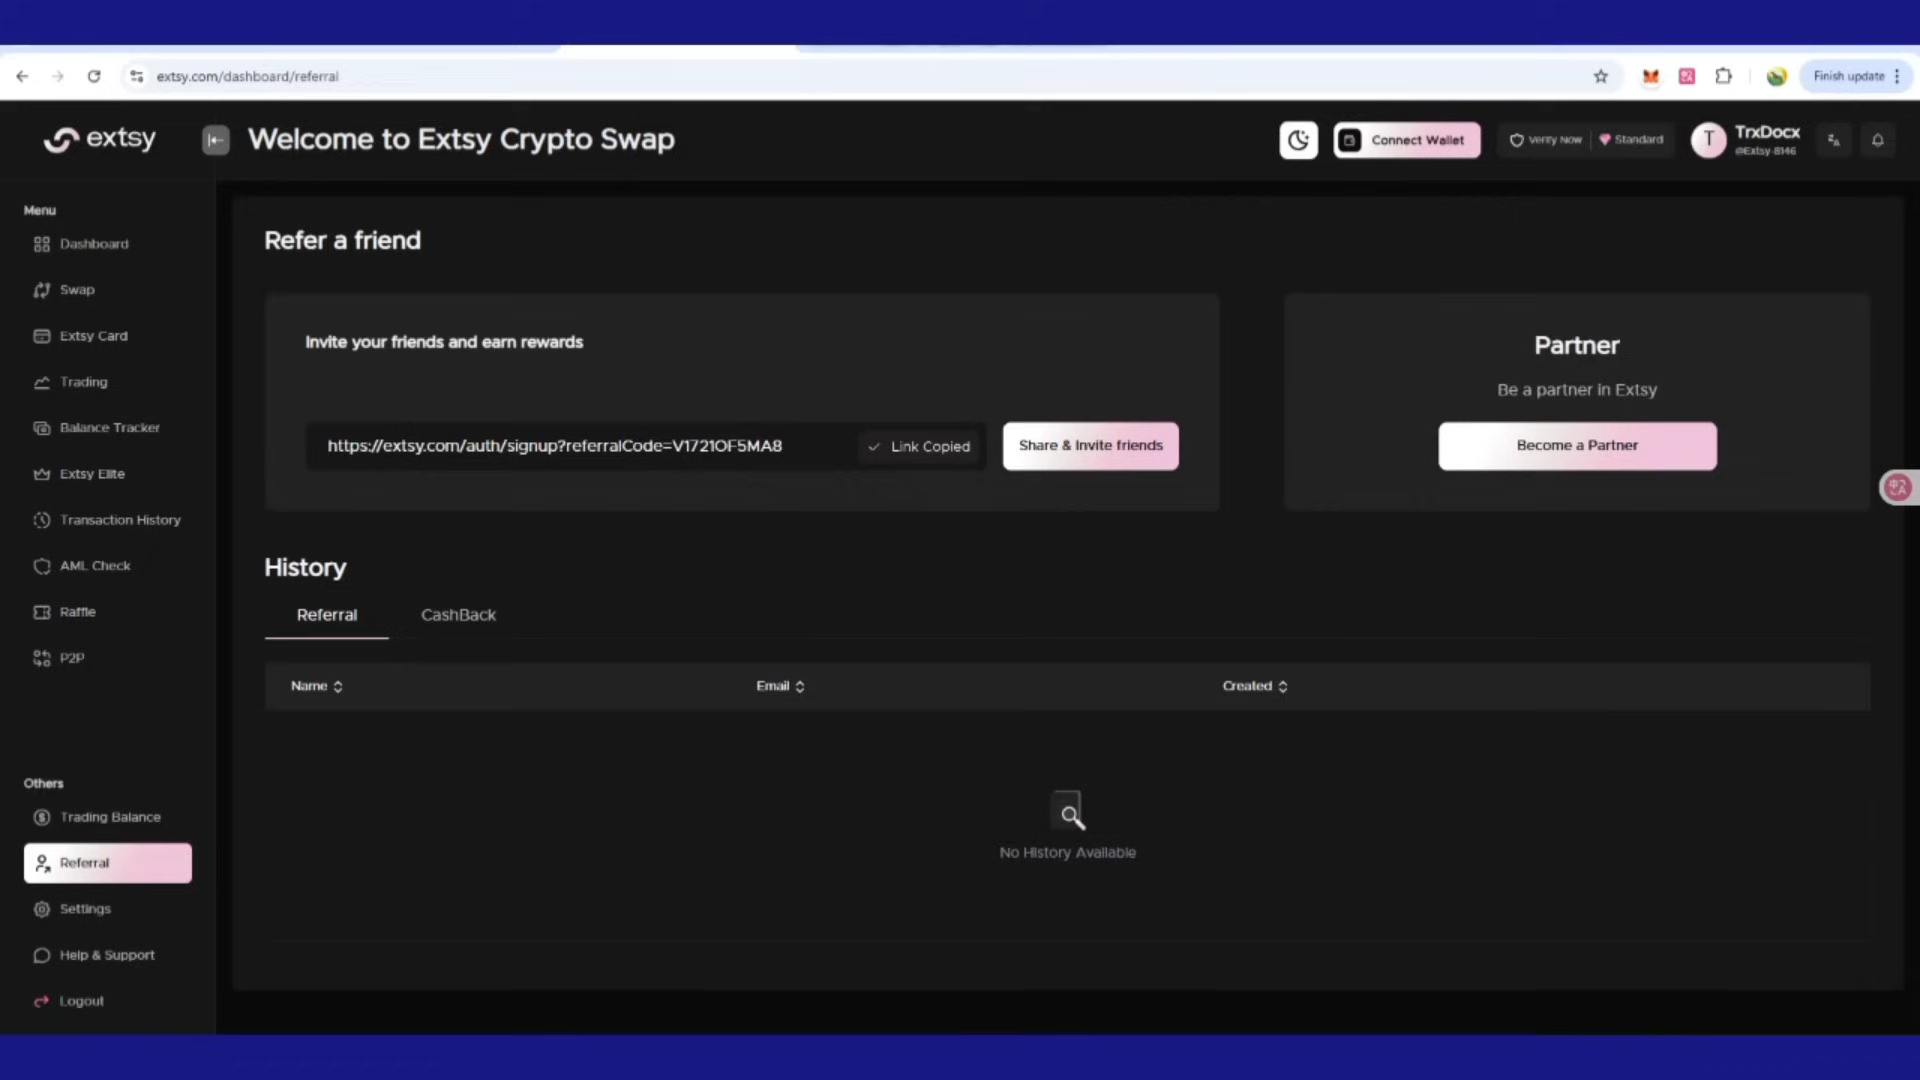 extsy.com/dashboard/referral
Finish update
extsy
Welcome to Extsy Crypto Swap
Connect Wallet
Verify Now
Standard
T
TrxDocx
@Extsy-8146
Menu
Dashboard
Swap
Extsy Card
Trading
Balance Tracker
Extsy Elite
Transaction History
AML Check
Raffle
P2P
Others
Trading Balance
Referral
Settings
Help & Support
Logout
Refer a friend
Invite your friends and earn rewards
https://extsy.com/auth/signup?referralCode=V1721OF5MA8
Link Copied
Share & Invite friends
Partner
Be a partner in Extsy
Become a Partner
History
Referral
CashBack
Name
Email
Created
No History Available